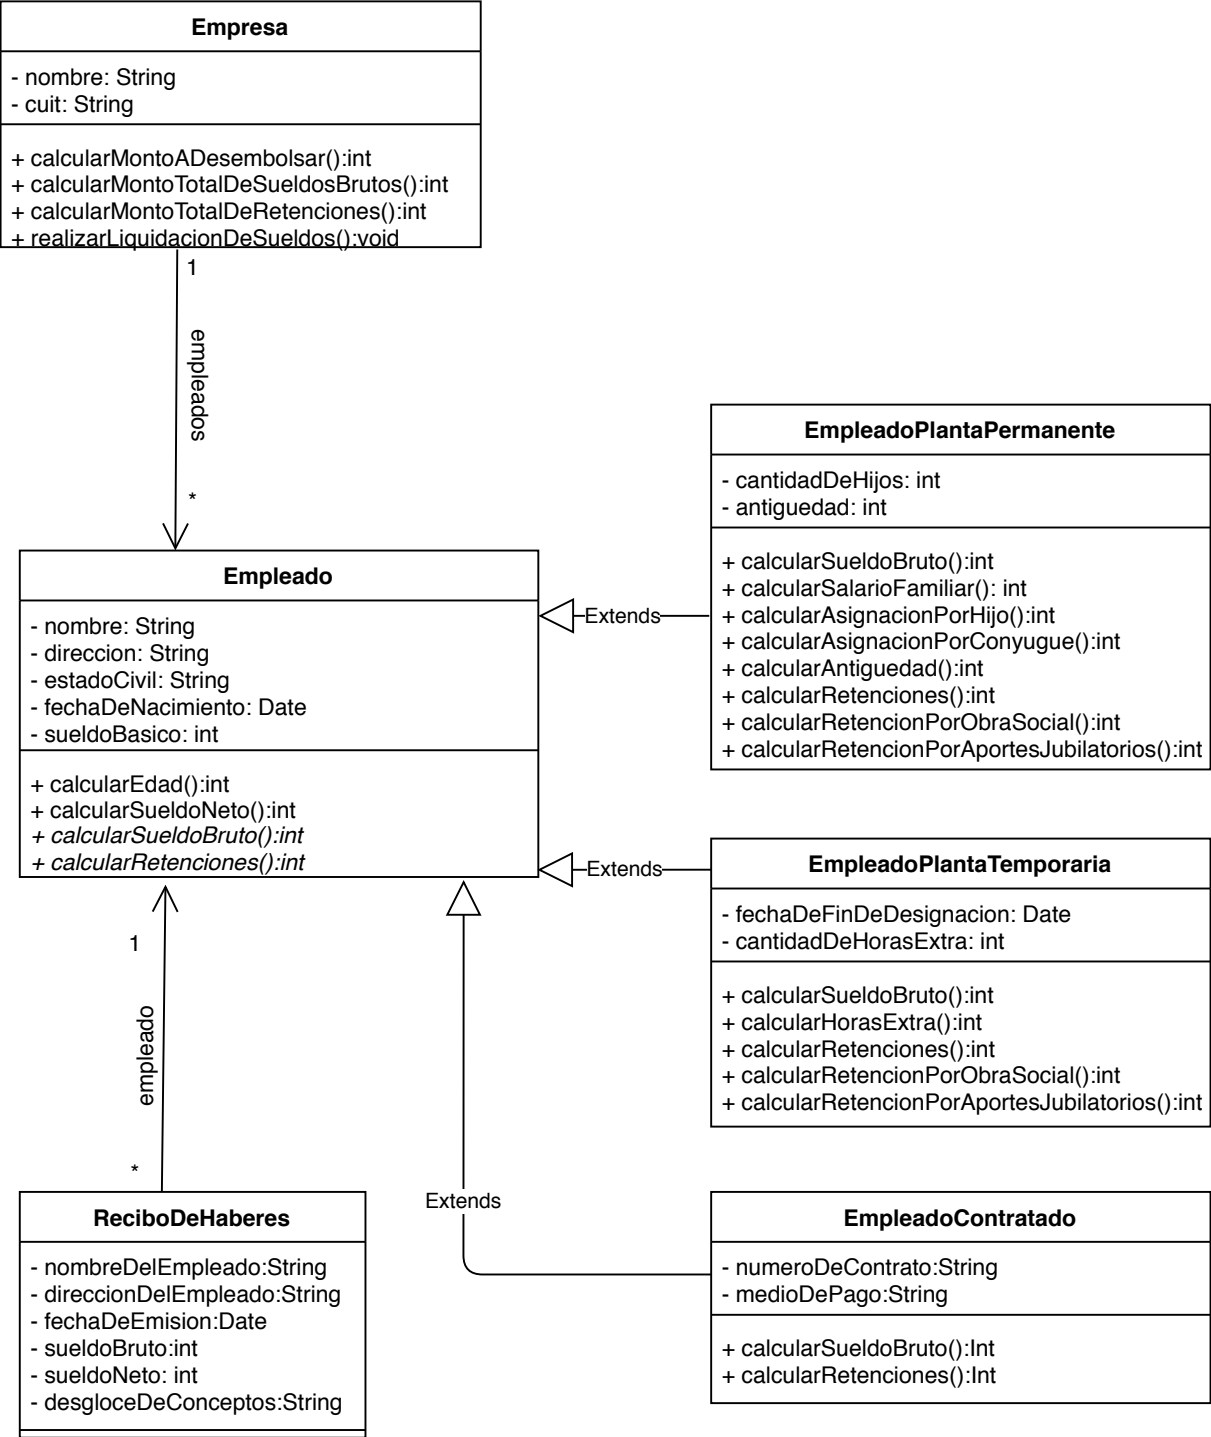 Empresa
- nombre: String
- cuit: String
+ calcularMontoADesembolsar():int
+ calcularMontoTotalDeSueldosBrutos():int
+ calcularMontoTotalDeRetenciones():int
+ realizarLiquidacionDeSueldos():void
1
empleados
*
EmpleadoPlantaPermanente
- cantidadDeHijos: int
- antiguedad: int
+ calcularSueldoBruto():int
+ calcularSalarioFamiliar(): int
+ calcularAsignacionPorHijo():int
+ calcularAsignacionPorConyugue():int
+ calcularAntiguedad():int
+ calcularRetenciones():int
+ calcularRetencionPorObraSocial():int
+ calcularRetencionPorAportesJubilatorios():int
Extends
Empleado
- nombre: String
- direccion: String
- estadoCivil: String
- fechaDeNacimiento: Date
- sueldoBasico: int
+ calcularEdad():int
+ calcularSueldoNeto():int
+ calcularSueldoBruto():int
+ calcularRetenciones():int
Extends
EmpleadoPlantaTemporaria
- fechaDeFinDeDesignacion: Date
- cantidadDeHorasExtra: int
+ calcularSueldoBruto():int
+ calcularHorasExtra():int
+ calcularRetenciones():int
+ calcularRetencionPorObraSocial():int
+ calcularRetencionPorAportesJubilatorios():int
1
empleado
*
Extends
ReciboDeHaberes
- nombreDelEmpleado:String
- direccionDelEmpleado:String
- fechaDeEmision:Date
- sueldoBruto:int
- sueldoNeto: int
- desgloceDeConceptos:String
EmpleadoContratado
- numeroDeContrato:String
- medioDePago:String
+ calcularSueldoBruto():Int
+ calcularRetenciones():Int